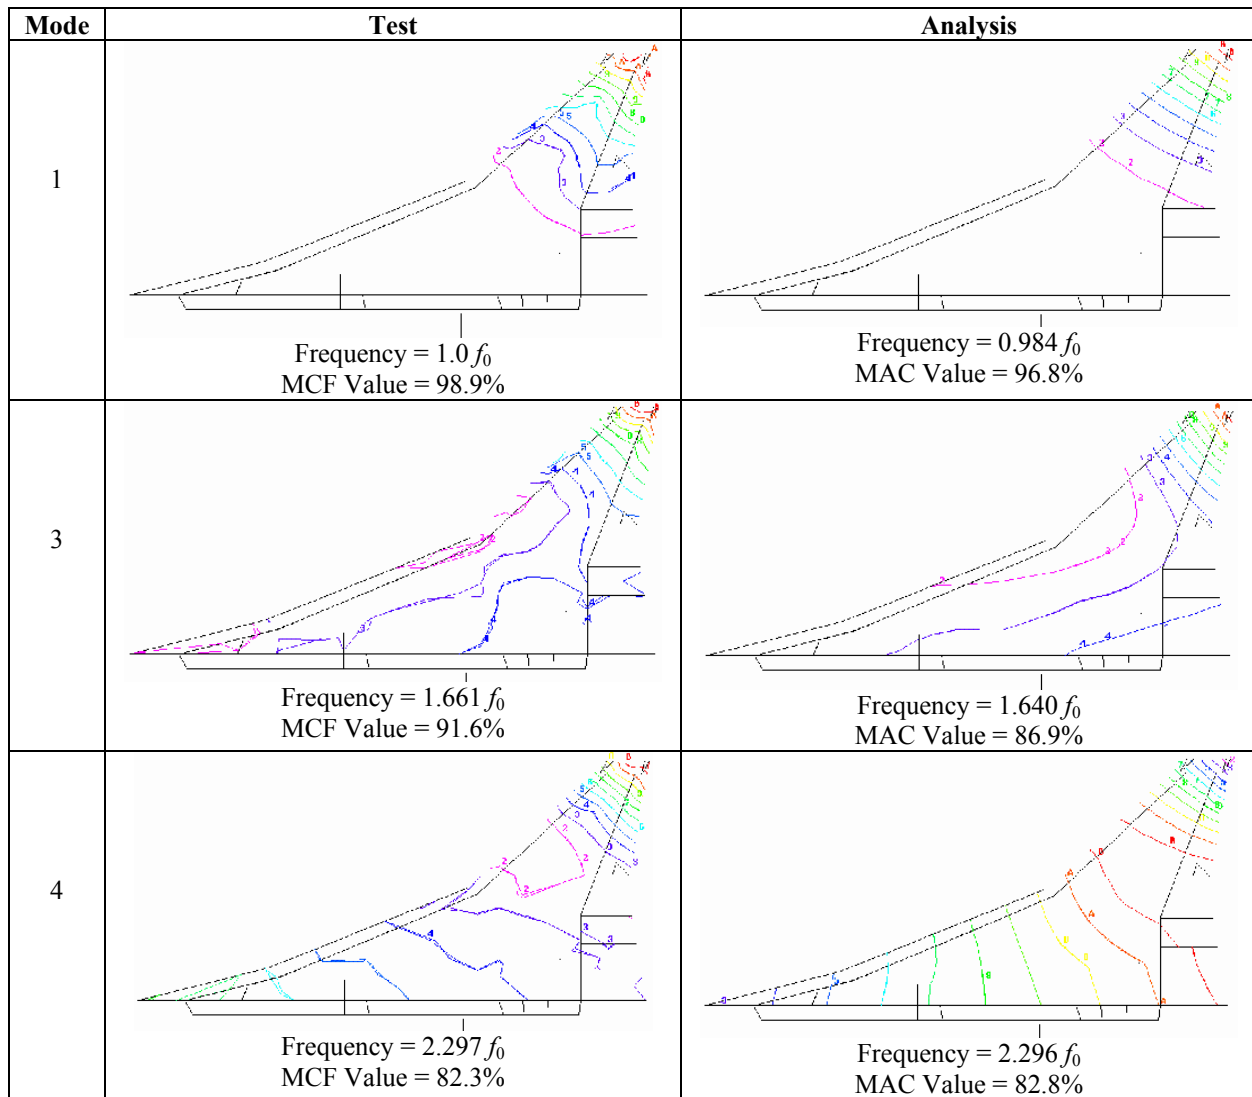 Mode Test Analysis
1
Frequency = 1.0 f0
MCF Value = 98.9%
Frequency = 0.984 f0
MAC Value = 96.8%
3
Frequency = 1.661 f0
MCF Value = 91.6%
Frequency = 1.640 f0
MAC Value = 86.9%
4
Frequency = 2.297 f0
MCF Value = 82.3%
Frequency = 2.296 f0
MAC Value = 82.8%